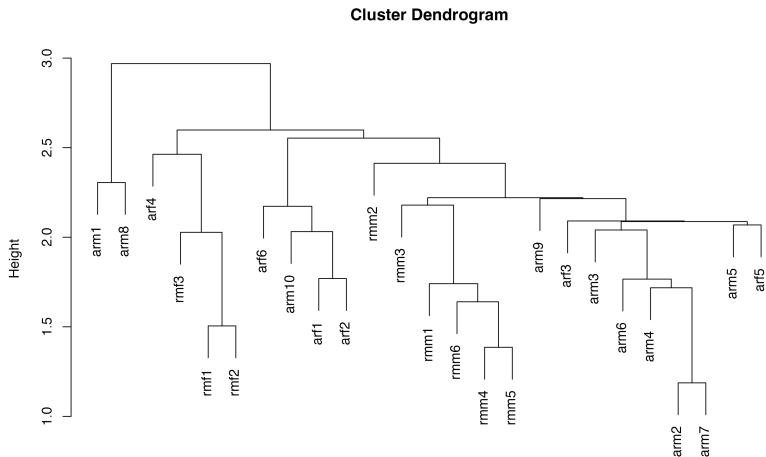 Cluster Dendrogram
Height
3.0
2.5
2.0
1.5
1.0
arm1
arm8
arf4
rmf3
rmf1
rmf2
arf6
arm10
arf1
arf2
rmm2
rmm3
rmm1
rmm6
rmm4
rmm5
arm9
arf3
arm3
arm6
arm4
arm2
arm7
arm5
arf5